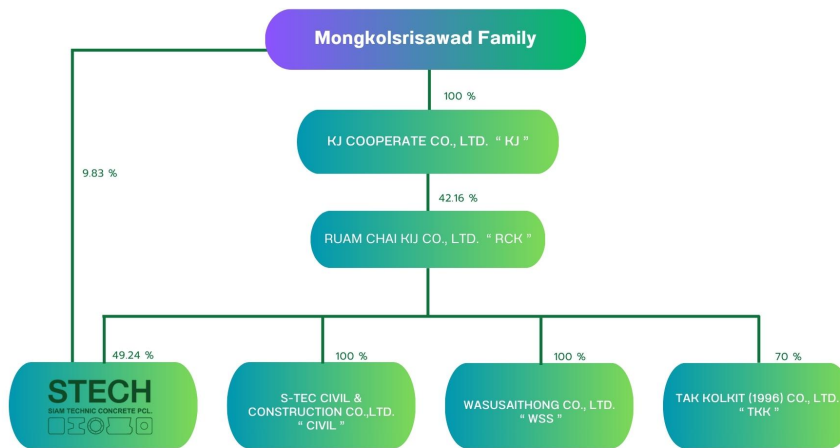 Mongkolsrisawad Family
100 %
KJ COOPERATE CO., LTD. “ KJ ”
9.83 %
42.16 %
RUAM CHAI KIJ CO., LTD. “ RCK ”
49.24 %
100 %
100 %
70 %
STECH
SIAM TECHNIC CONCRETE PCL.
S-TEC CIVIL &
CONSTRUCTION CO.,LTD.
“ CIVIL ”
WASUSAITHONG CO., LTD.
“ WSS ”
TAK KOLKIT (1996) CO., LTD.
“ TKK ”